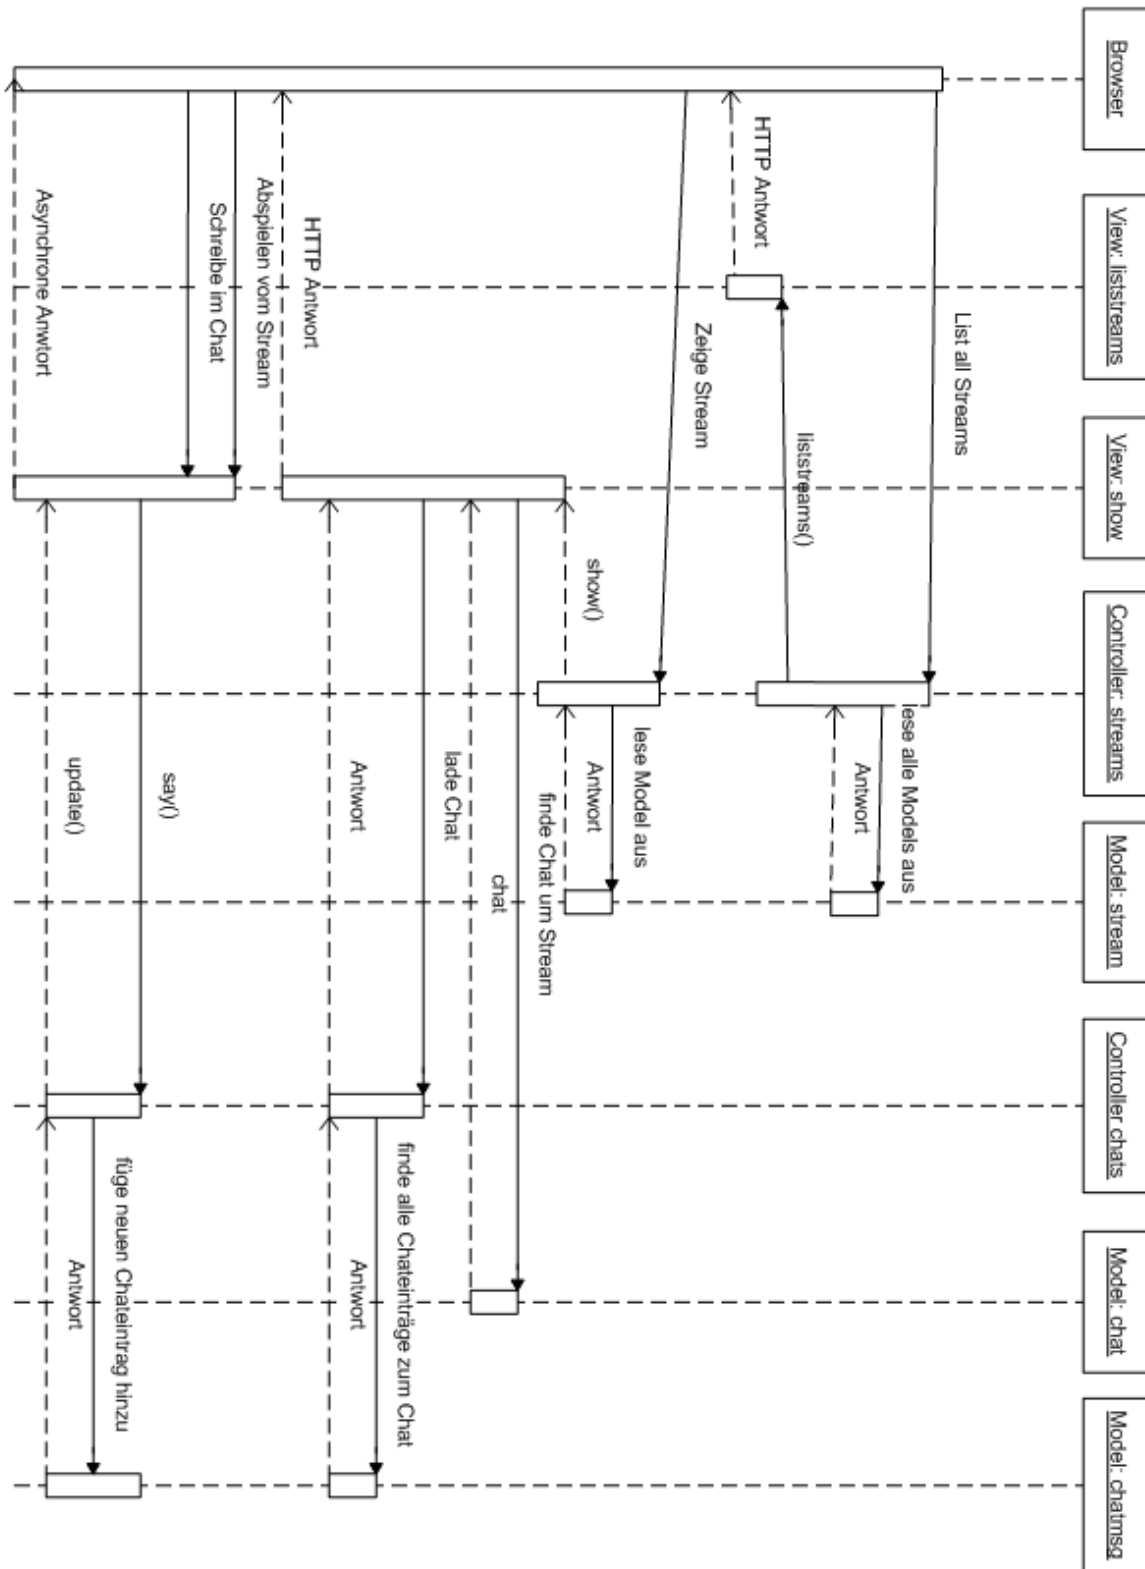 Browser
View: liststreams
View: show
Controller: streams
Model: stream
Controller chats
Model: chat
Model: chatmsg
List all Streams
lese alle Models aus
Antwort
liststreams()
HTTP Antwort
Zeige Stream
lese Model aus
Antwort
show()
finde Chat um Stream
chat
lade Chat
finde alle Chateinträge zum Chat
Antwort
Antwort
HTTP Antwort
Abspielen vom Stream
Schreibe im Chat
say()
füge neuen Chateintrag hinzu
Antwort
update()
Asynchrone Anwtort